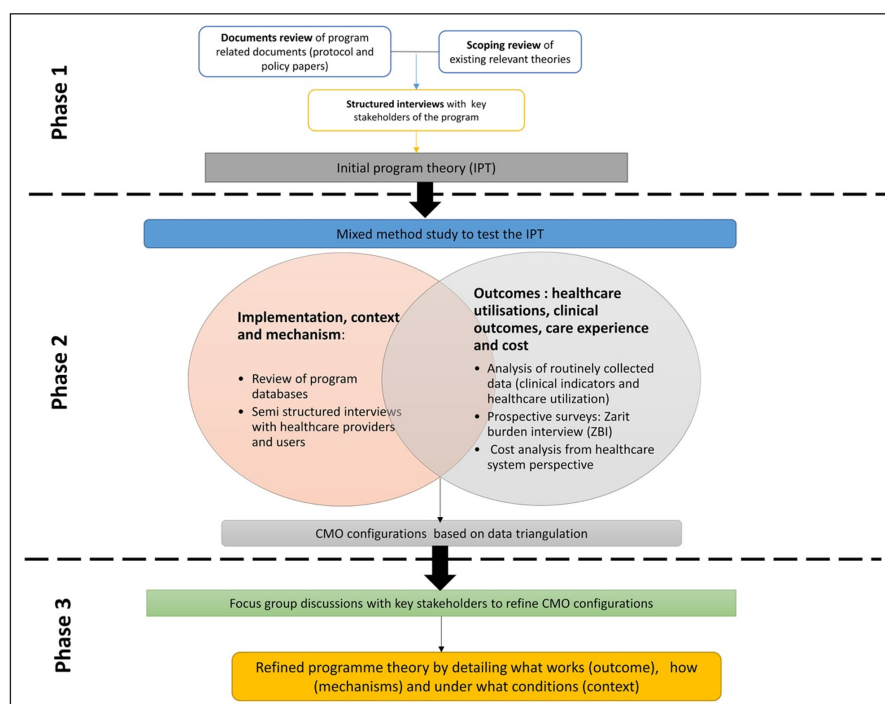 Phase 1
Documents review of program
related documents (protocol and
policy papers)
Scoping review of
existing relevant theories
Structured interviews with key
stakeholders of the program
Initial program theory (IPT)
Phase 2
Mixed method study to test the IPT
Implementation, context
and mechanism:
• Review of program
databases
• Semi structured interviews
with healthcare providers
and users
Outcomes : healthcare
utilisations, clinical
outcomes, care experience
and cost
• Analysis of routinely collected
data (clinical indicators and
healthcare utilization)
• Prospective surveys: Zarit
burden interview (ZBI)
• Cost analysis from healthcare
system perspective
CMO configurations based on data triangulation
Phase 3
Focus group discussions with key stakeholders to refine CMO configurations
Refined programme theory by detailing what works (outcome), how
(mechanisms) and under what conditions (context)